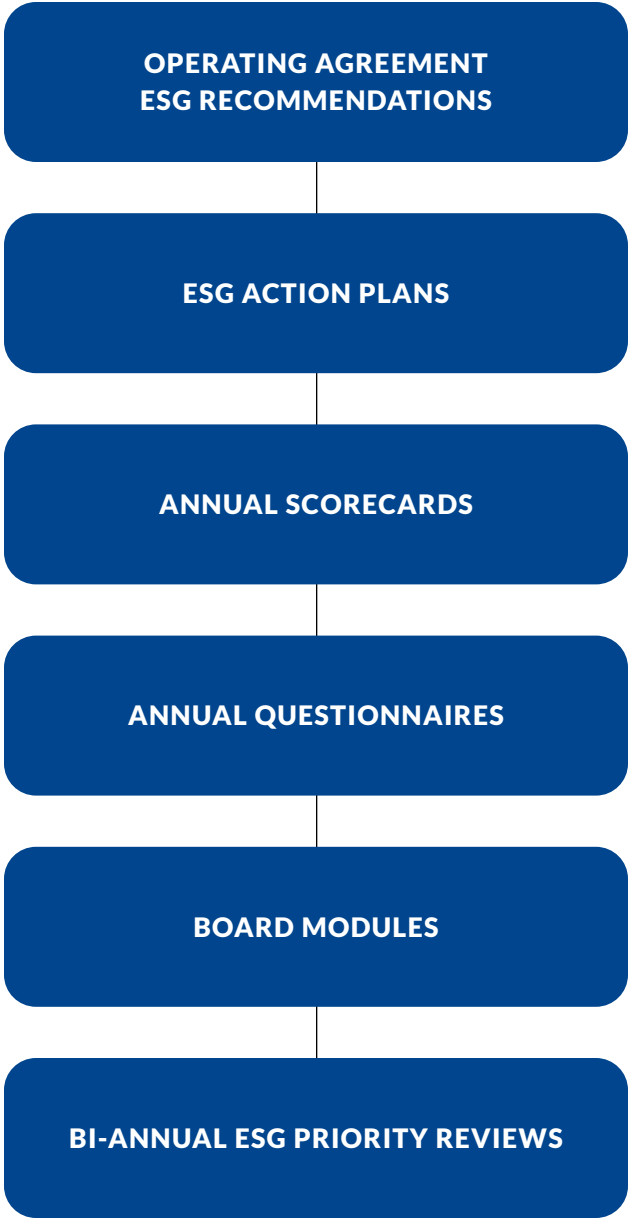 OPERATING AGREEMENT
ESG RECOMMENDATIONS
ESG ACTION PLANS
ANNUAL SCORECARDS
ANNUAL QUESTIONNAIRES
BOARD MODULES
BI-ANNUAL ESG PRIORITY REVIEWS